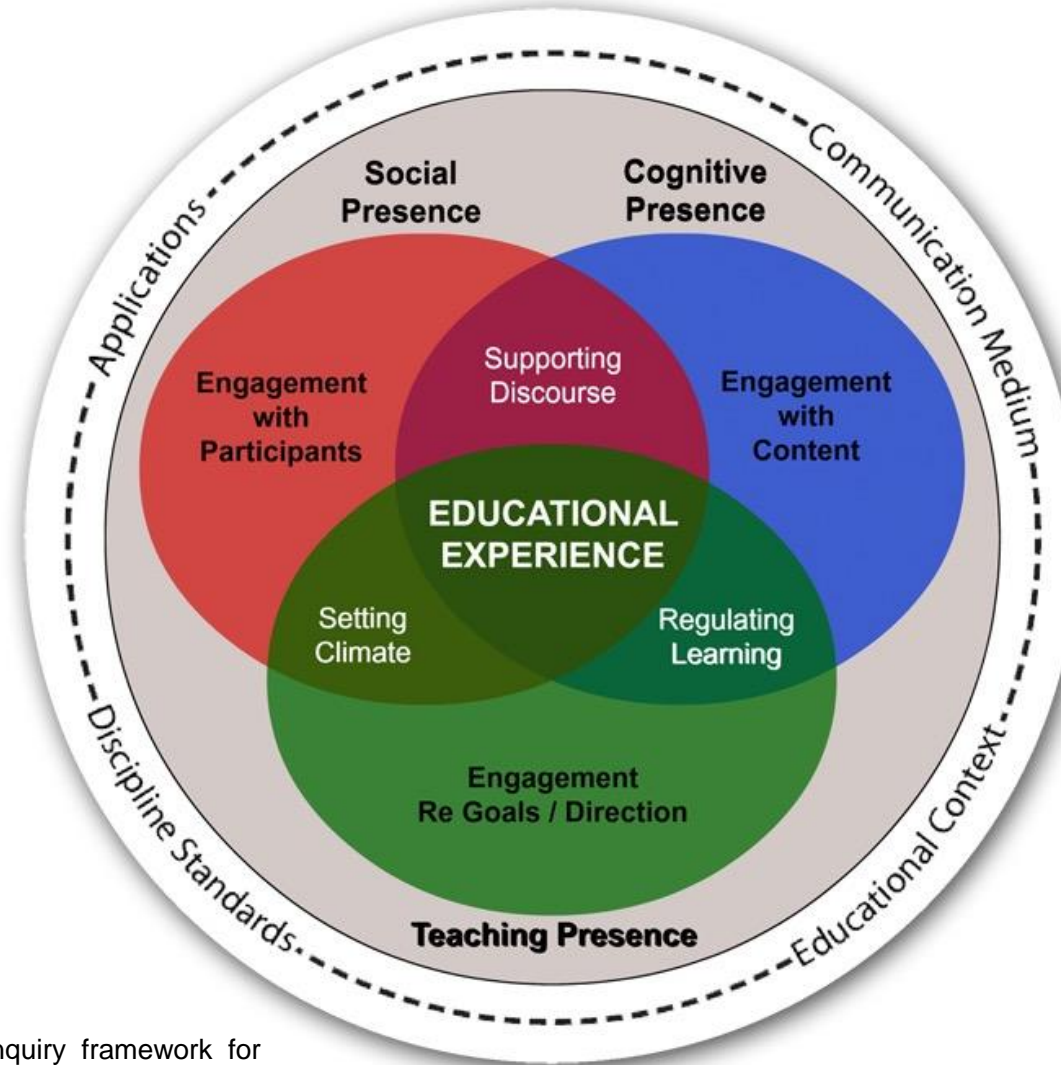 Applications
Communication Medium
Social
Presence
Cognitive
Presence
Engagement
with
Participants
Supporting
Discourse
Engagement
with
Content
EDUCATIONAL
EXPERIENCE
Setting
Climate
Regulating
Learning
Engagement
Re Goals / Direction
Teaching Presence
Discipline Standards
Educational Context
nquiry framework for